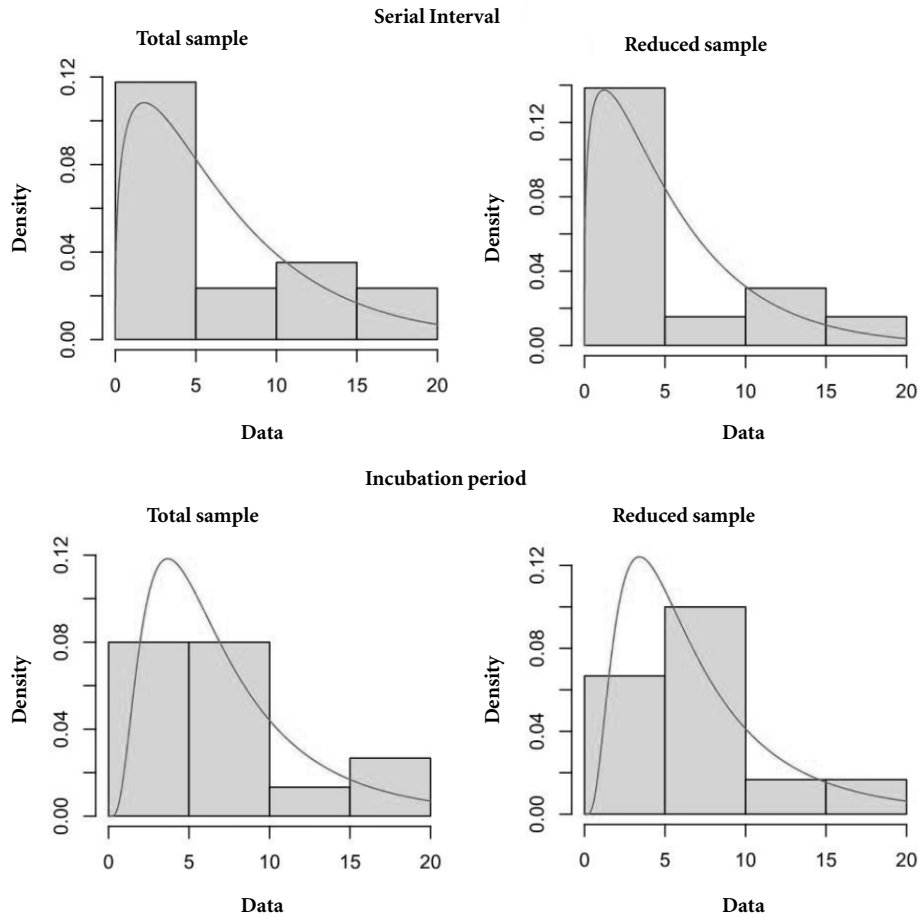 Serial Interval
Total sample
Reduced sample
Density
0.00 0.04 0.08 0.12
0 5 10 15 20
Data
Density
0.00 0.04 0.08 0.12
0 5 10 15 20
Data
Incubation period
Total sample
Reduced sample
Density
0.00 0.04 0.08 0.12
0 5 10 15 20
Data
Density
0.00 0.04 0.08 0.12
0 5 10 15 20
Data